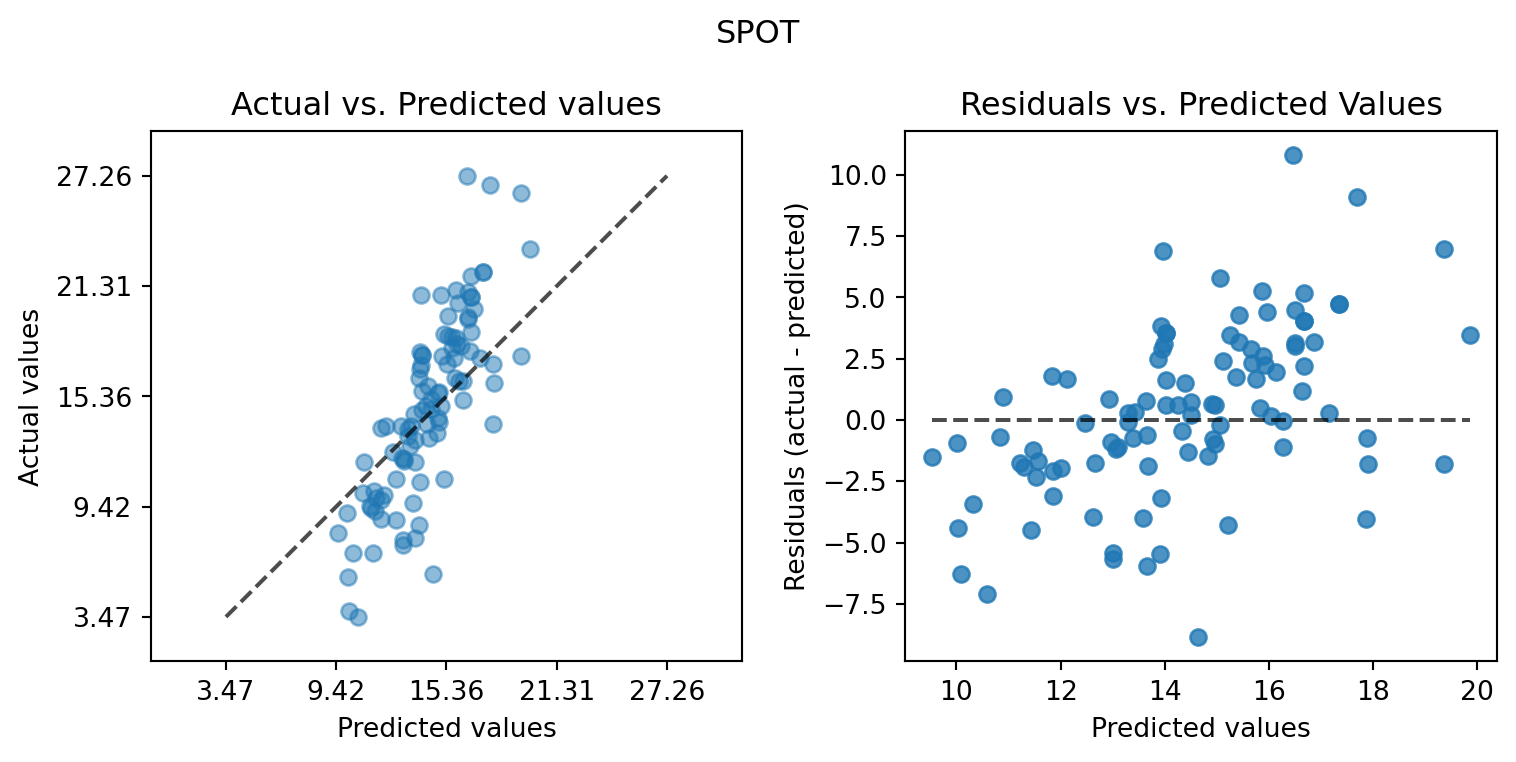 SPOT
Actual vs. Predicted values
27.26
21.31
15.36
9.42
3.47
Actual values
3.47 9.42 15.36 21.31 27.26
Predicted values
Residuals vs. Predicted Values
10.0
7.5
5.0
2.5
0.0
−2.5
−5.0
−7.5
Residuals (actual - predicted)
10 12 14 16 18 20
Predicted values